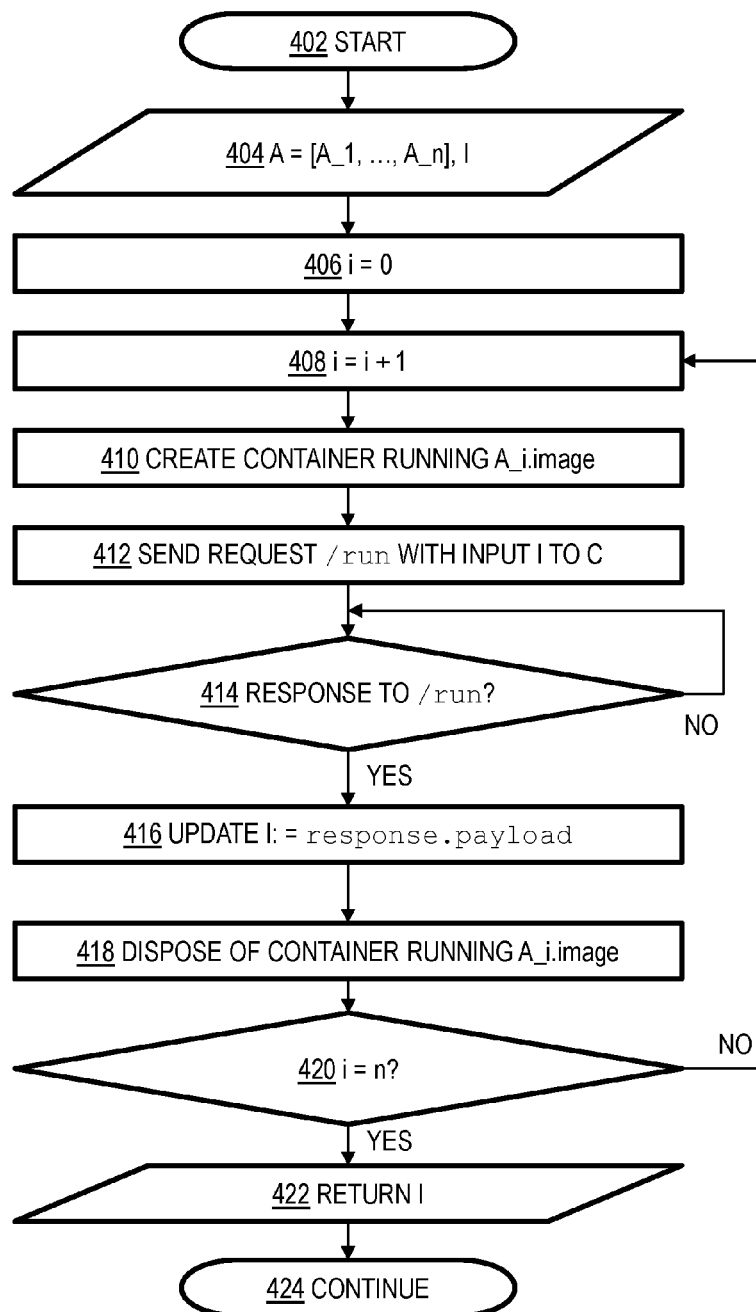 402 START
404 A = [A_1, ..., A_n], I
406 i = 0
408 i = i + 1
410 CREATE CONTAINER RUNNING A_i.image
412 SEND REQUEST /run WITH INPUT I TO C
414 RESPONSE TO /run?
NO
YES
416 UPDATE I: = response.payload
418 DISPOSE OF CONTAINER RUNNING A_i.image
NO
420 i = n?
YES
422 RETURN I
424 CONTINUE